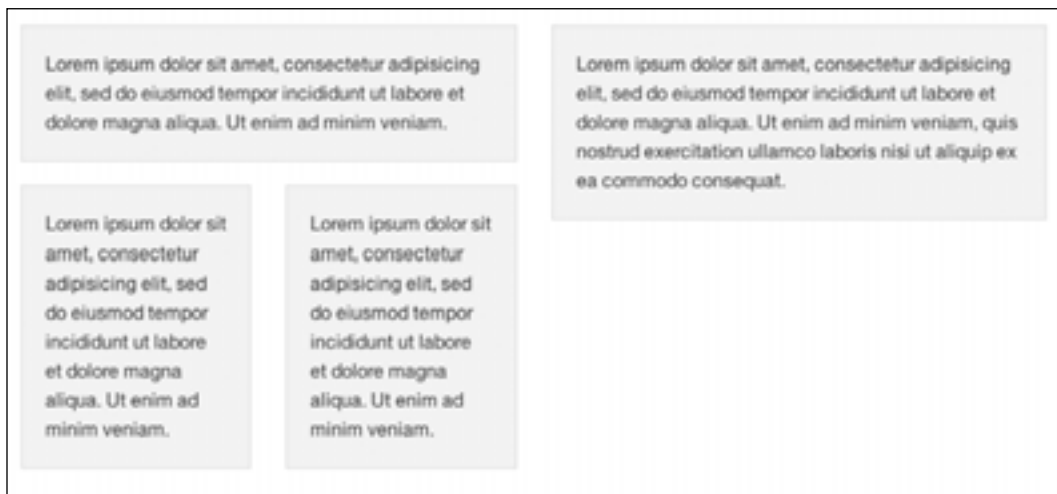 Lorem ipsum dolor sit amet, consectetur adipisicing
elit, sed do eiusmod tempor incididunt ut labore et
dolore magna aliqua. Ut enim ad minim veniam.
Lorem ipsum dolor sit
amet, consectetur
adipisicing elit, sed
do eiusmod tempor
incididunt ut labore
et dolore magna
aliqua. Ut enim ad
minim veniam.
Lorem ipsum dolor sit
amet, consectetur
adipisicing elit, sed
do eiusmod tempor
incididunt ut labore
et dolore magna
aliqua. Ut enim ad
minim veniam.
Lorem ipsum dolor sit amet, consectetur adipisicing
elit, sed do eiusmod tempor incididunt ut labore et
dolore magna aliqua. Ut enim ad minim veniam, quis
nostrud exercitation ullamco laboris nisi ut aliquip ex
ea commodo consequat.